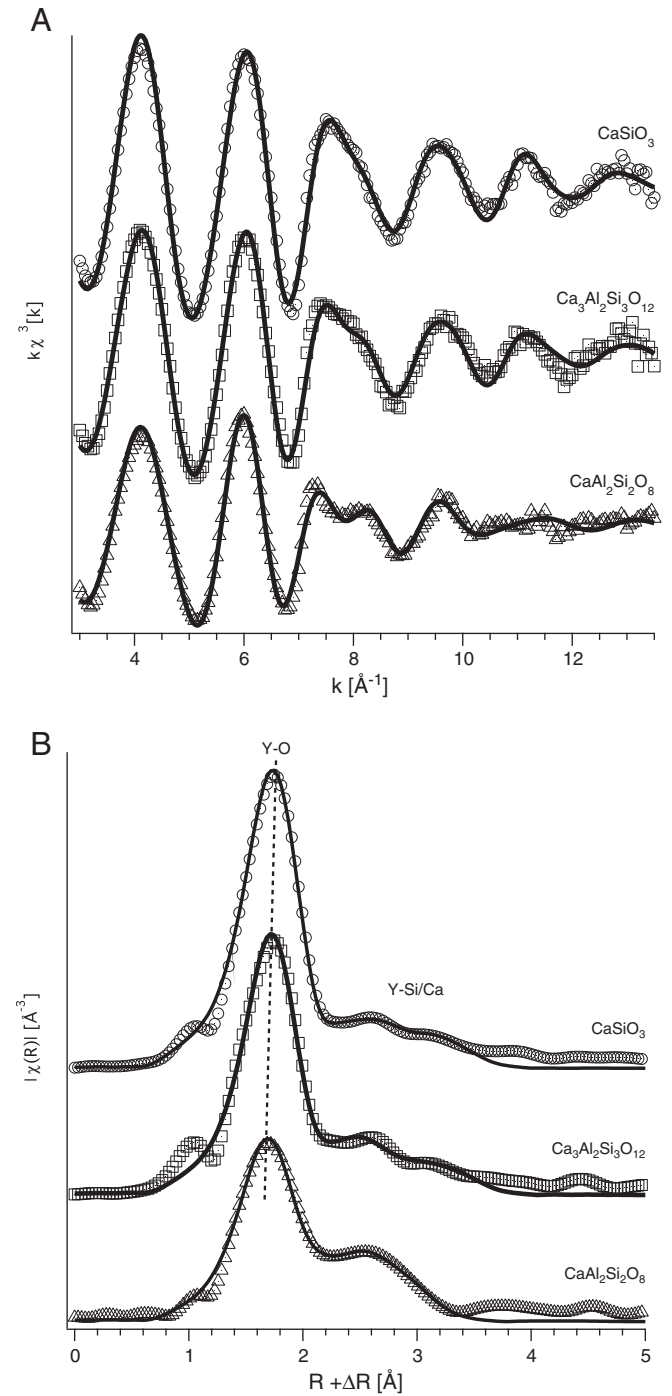 A
CaSiO₃
Ca₃Al₂Si₃O₁₂
CaAl₂Si₂O₈
k χ ³ [k]
4 6 8 10 12
k [Å⁻¹]
B
Y-O
Y-Si/Ca
CaSiO₃
Ca₃Al₂Si₃O₁₂
CaAl₂Si₂O₈
| χ(R)| [Å⁻³]
0 1 2 3 4 5
R +ΔR [Å]